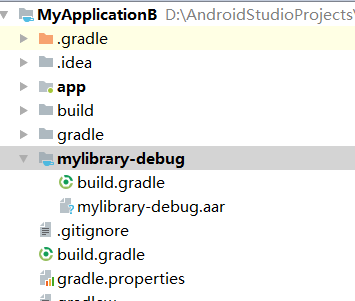 MyApplicationB D:\AndroidStudioProjects\
.gradle
.idea
app
build
gradle
mylibrary-debug
build.gradle
mylibrary-debug.aar
.gitignore
build.gradle
gradle.properties